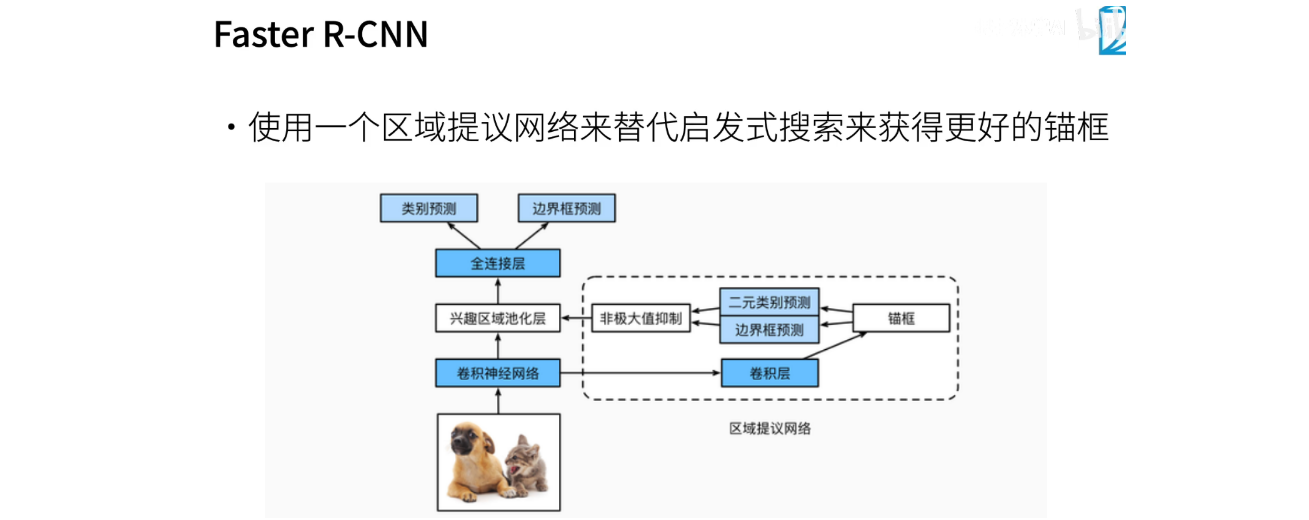 Faster R-CNN
• 使用一个区域提议网络来替代启发式搜索来获得更好的锚框
类别预测
边界框预测
全连接层
兴趣区域池化层
非极大值抑制
二元类别预测
边界框预测
锚框
卷积神经网络
卷积层
区域提议网络